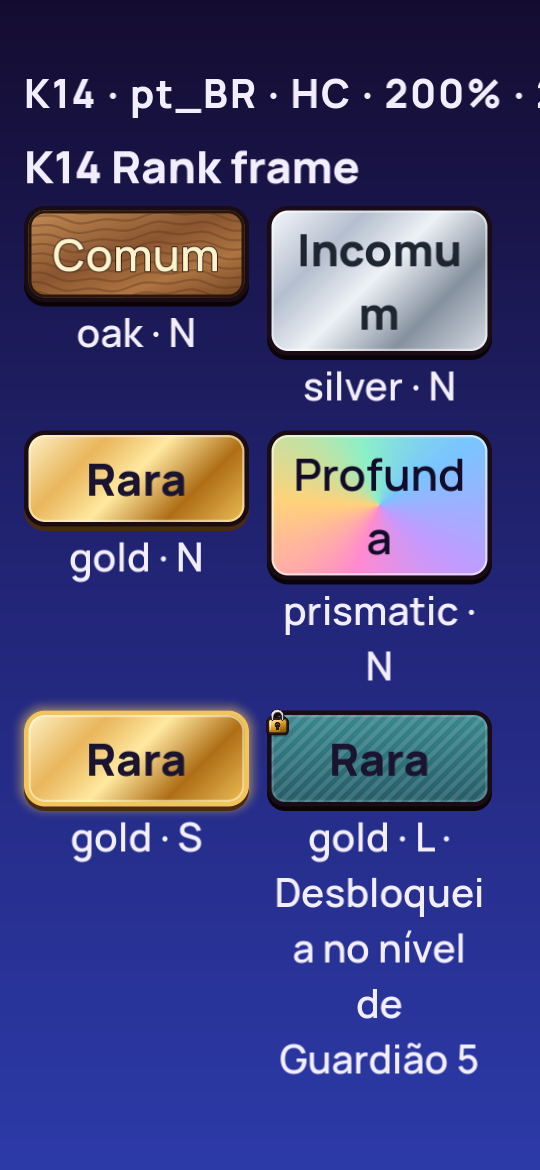 K14 · pt_BR · HC · 200% ·
K14 Rank frame
Comum
oak · N
Incomu
m
silver · N
Rara
gold · N
Profund
a
prismatic ·
N
Rara
gold · S
Rara
gold · L ·
Desbloquei
a no nível
de
Guardião 5